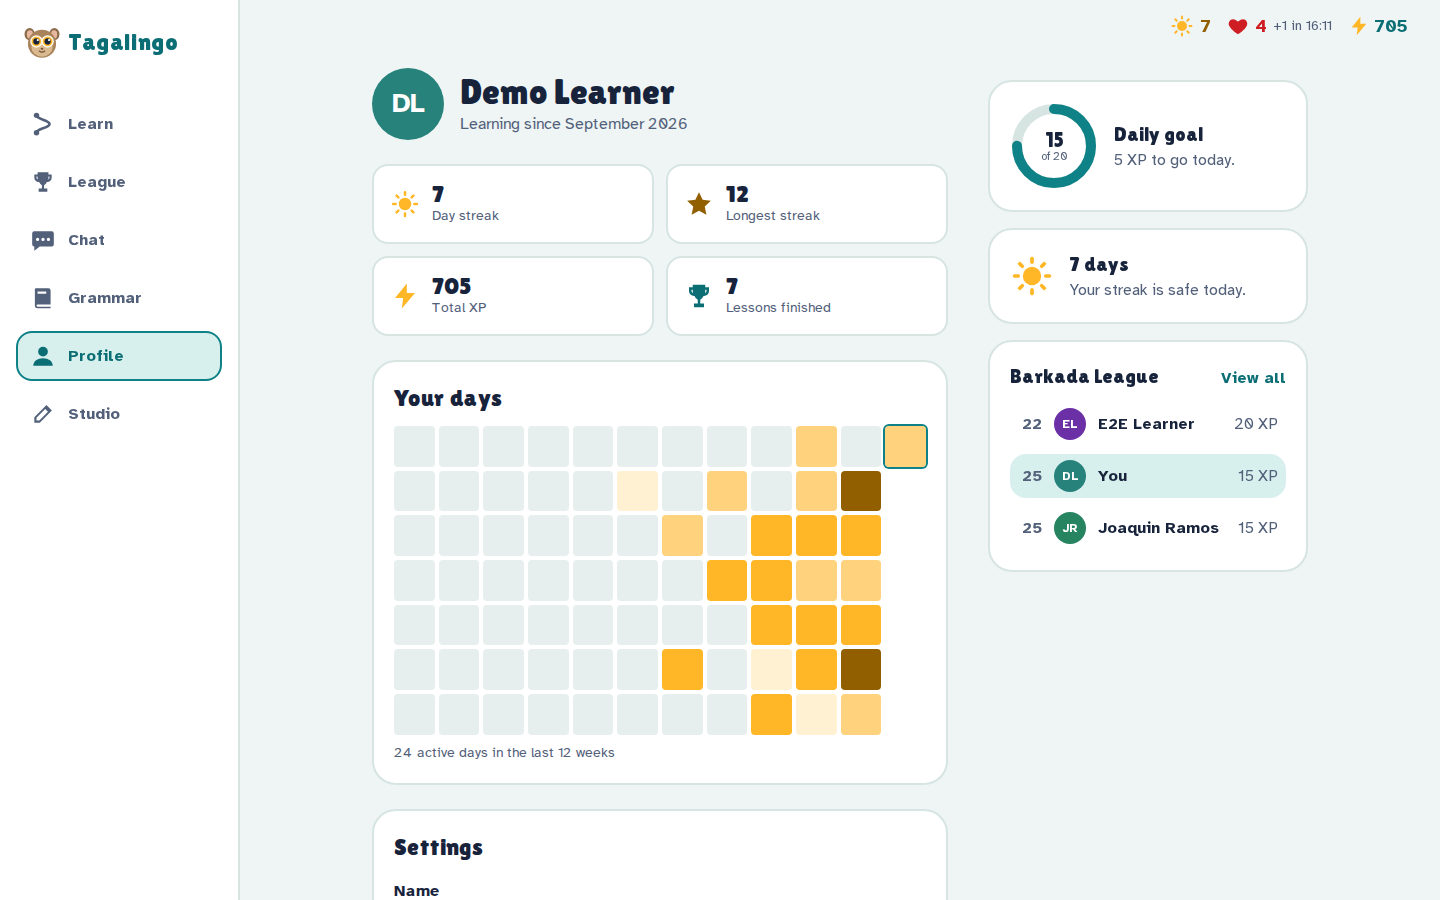 Tagalingo
Learn
League
Chat
Grammar
Profile
Studio
7
4 +1 in 16:11
705
DL
Demo Learner
Learning since September 2026
7
Day streak
12
Longest streak
705
Total XP
7
Lessons finished
Your days
24 active days in the last 12 weeks
Settings
Name
15
of 20
Daily goal
5 XP to go today.
7 days
Your streak is safe today.
Barkada League View all
22 EL E2E Learner 20 XP
25 DL You 15 XP
25 JR Joaquin Ramos 15 XP